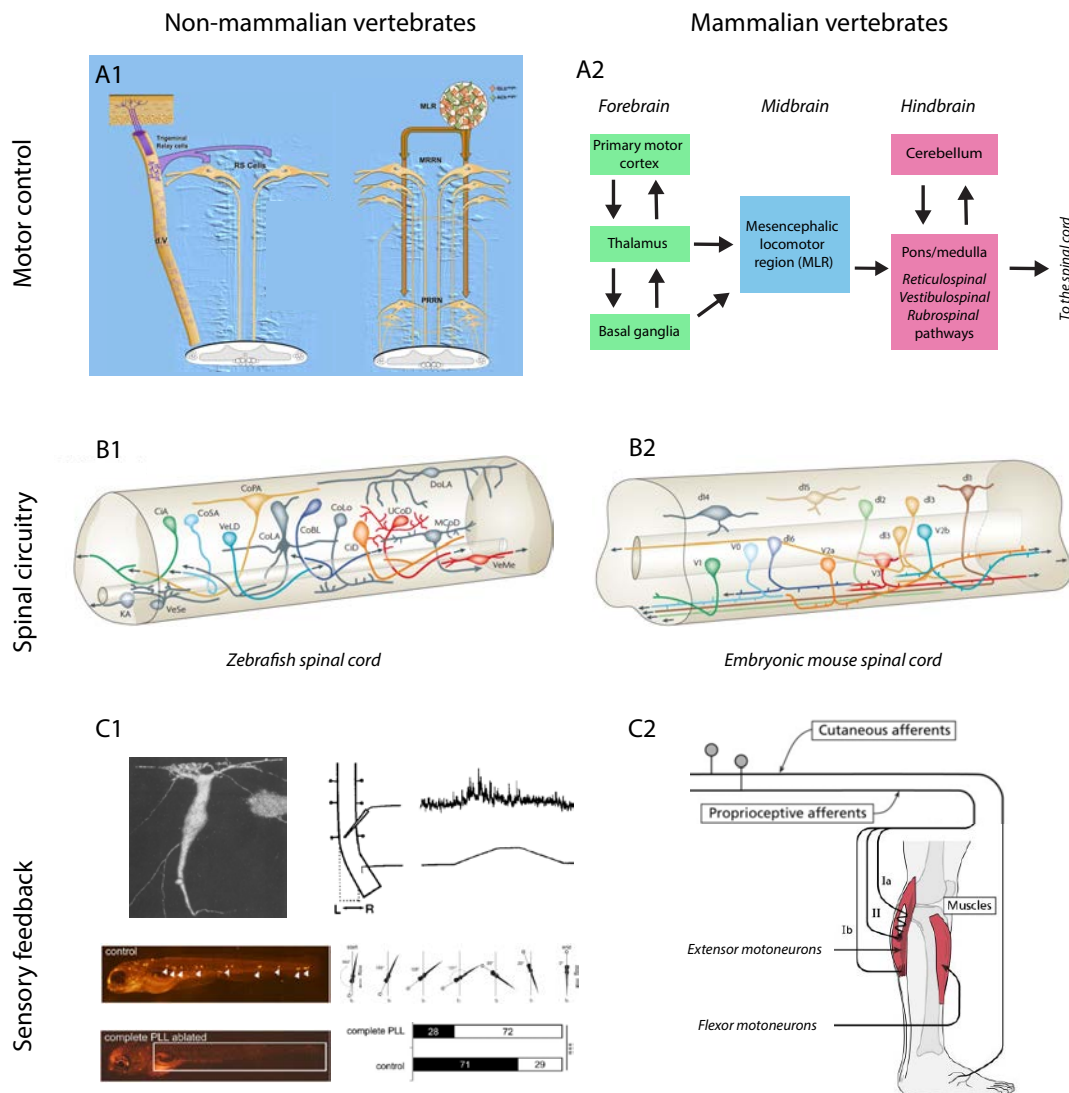 Non-mammalian vertebrates
Mammalian vertebrates
Motor control
A1
Trigeminal
Relay cells
RS Cells
d.V
MLR
MRRN
PRRN
A2
Forebrain
Midbrain
Hindbrain
Primary motor
cortex
Thalamus
Basal ganglia
Mesencephalic
locomotor
region (MLR)
Cerebellum
Pons/medulla
Reticulospinal
Vestibulospinal
Rubrospinal
pathways
To the spinal cord
Spinal circuitry
B1
CiA
CoSA
CoPA
VeLD
CoLA
CoBL
CoLo
DoLA
UCoD
MCoD
CiD
VeMe
KA
VeSe
Zebrafish spinal cord
B2
dI4
dI5
dI2
dI3
dI1
V0
dI6
V2a
dI3
V2b
V1
V3
Embryonic mouse spinal cord
Sensory feedback
C1
L
R
control
complete PLL ablated
complete PLL
28
72
control
71
29
***
C2
Cutaneous afferents
Proprioceptive afferents
Ia
II
Ib
Muscles
Extensor motoneurons
Flexor motoneurons